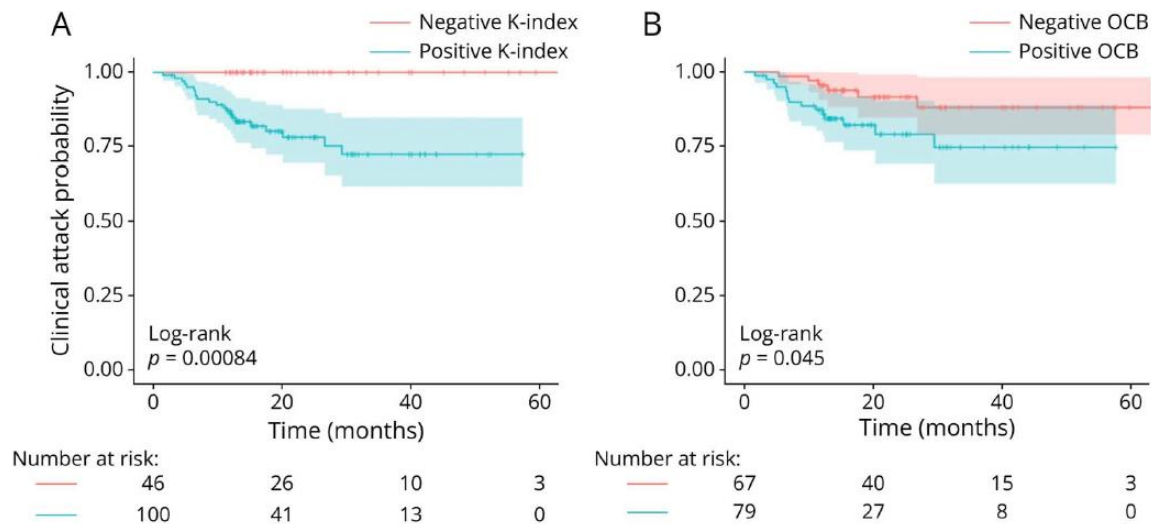 A
Negative K-index
Positive K-index
1.00
0.75
0.50
0.25
0.00
Clinical attack probability
Log-rank
p = 0.00084
0 20 40 60
Time (months)
Number at risk:
46 26 10 3
100 41 13 0
B
Negative OCB
Positive OCB
1.00
0.75
0.50
0.25
0.00
Log-rank
p = 0.045
0 20 40 60
Time (months)
Number at risk:
67 40 15 3
79 27 8 0